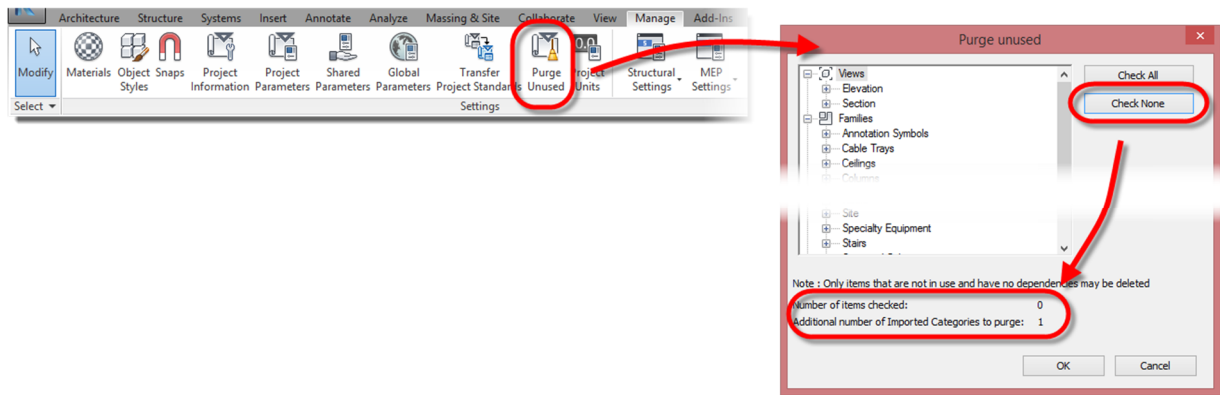 Architecture Structure Systems Insert Annotate Analyze Massing & Site Collaborate View Manage Add-Ins
Modify Materials Object Styles Snaps Project Information Project Parameters Shared Parameters Global Parameters Transfer Project Standards Purge Unused Project Units Structural Settings MEP Settings
Select Settings
Purge unused
Views
Elevation
Section
Families
Annotation Symbols
Cable Trays
Ceilings
Columns
Site
Specialty Equipment
Stairs
Check All
Check None
Note : Only items that are not in use and have no dependencies may be deleted
Number of items checked: 0
Additional number of Imported Categories to purge: 1
OK Cancel